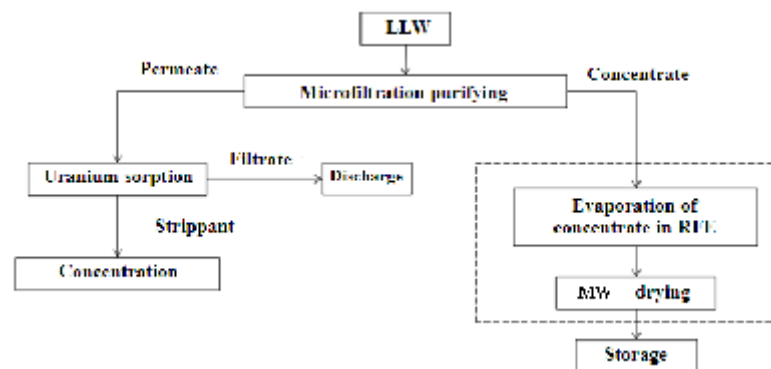 LLW
Permeate
Concentrate
Microfiltration purifying
Filtrate
Uranium sorption
Discharge
Evaporation of
concentrate in RFE
Strippant
Concentration
MW drying
Storage